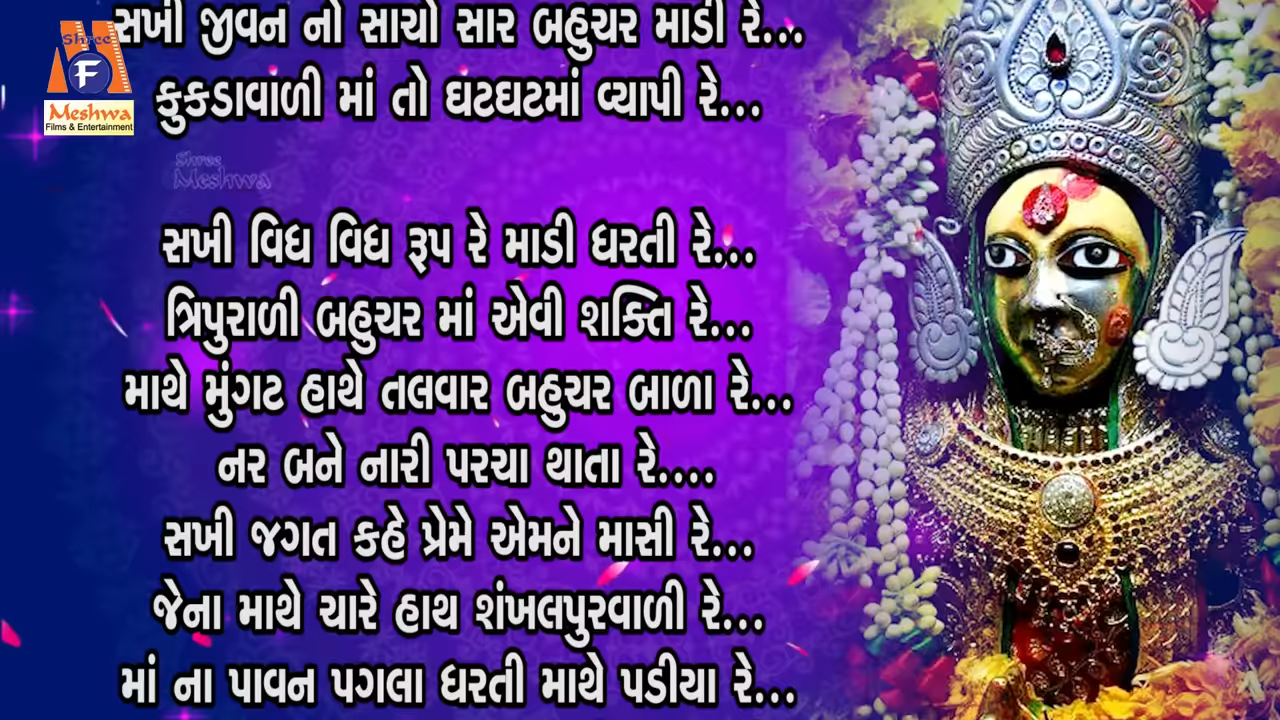 સખી જીવન નો સાચો સાર બહુચર માડી રે...
Shree
F
Meshwa
Films & Entertainment
કુકડાવાળી માં તો ઘટઘટમાં વ્યાપી રે...
Shree
Meshwa
સખી વિધ વિધ રૂપ રે માડી ધરતી રે...
ત્રિપુરાળી બહુચર માં એવી શક્તિ રે...
માથે મુંગટ હાથે તલવાર બહુચર બાળા રે...
નર બને નારી પરચા થાતા રે....
સખી જગત કહે પ્રેમે એમને માસી રે...
જેના માથે ચારે હાથ શંખલપુરવાળી રે...
માં ના પાવન પગલા ધરતી માથે પડીયા રે...